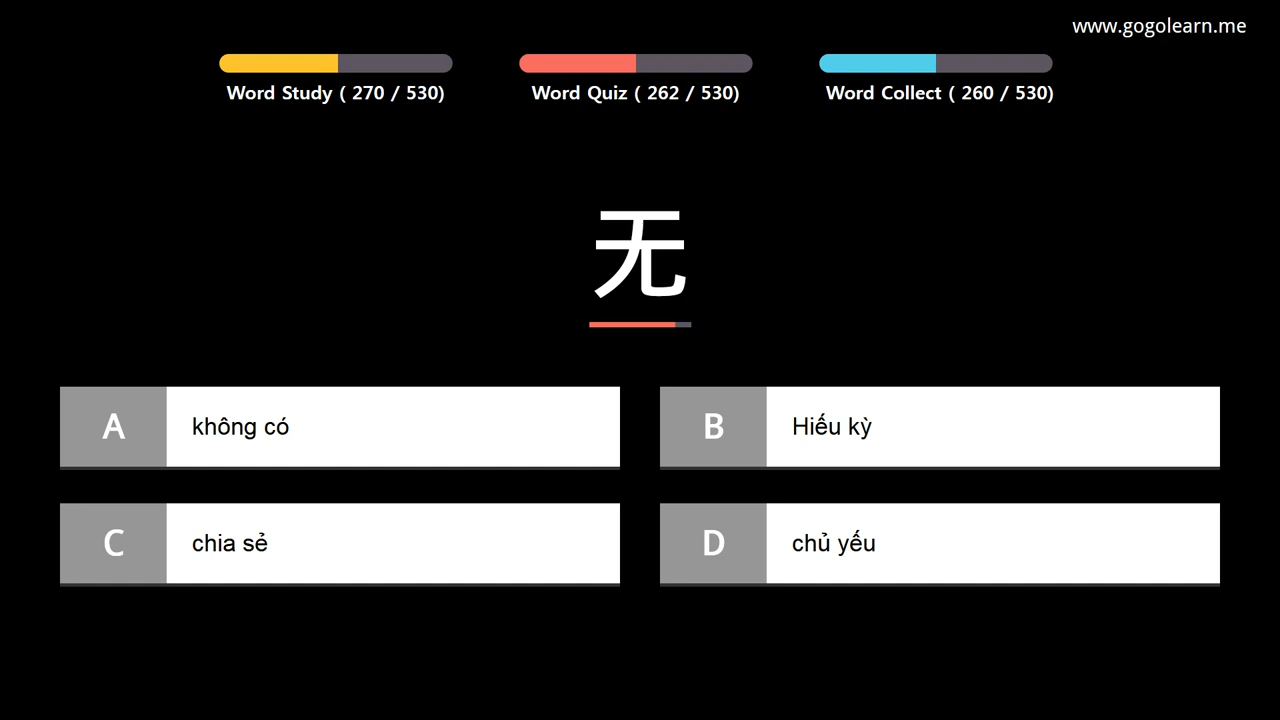 www.gogolearn.me
Word Study ( 270 / 530)
Word Quiz ( 262 / 530)
Word Collect ( 260 / 530)
无
A
không có
B
Hiếu kỳ
C
chia sẻ
D
chủ yếu